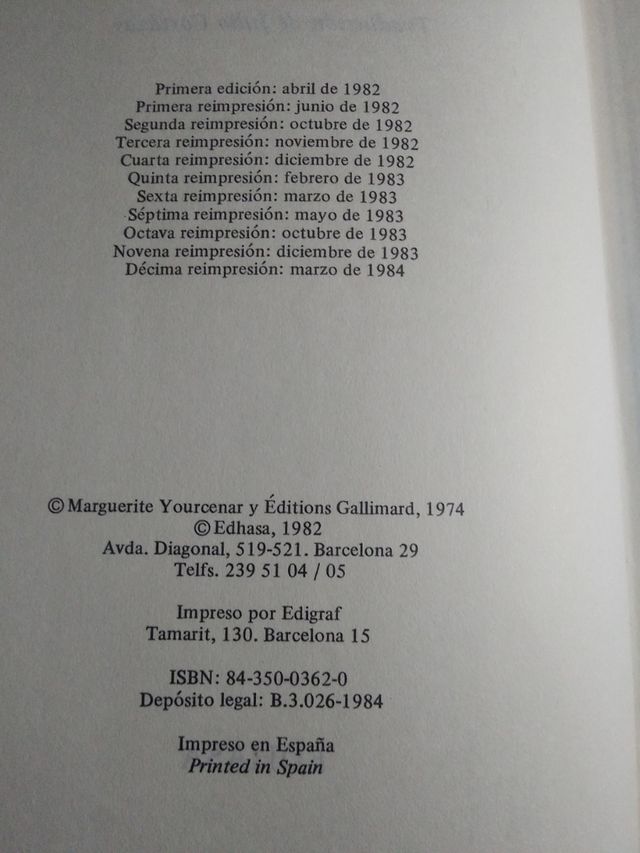 Primera edición: abril de 1982
Primera reimpresión: junio de 1982
Segunda reimpresión: octubre de 1982
Tercera reimpresión: noviembre de 1982
Cuarta reimpresión: diciembre de 1982
Quinta reimpresión: febrero de 1983
Sexta reimpresión: marzo de 1983
Séptima reimpresión: mayo de 1983
Octava reimpresión: octubre de 1983
Novena reimpresión: diciembre de 1983
Décima reimpresión: marzo de 1984
© Marguerite Yourcenar y Éditions Gallimard, 1974
© Edhasa, 1982
Avda. Diagonal, 519-521. Barcelona 29
Telfs. 239 51 04 / 05
Impreso por Edigraf
Tamarit, 130. Barcelona 15
ISBN: 84-350-0362-0
Depósito legal: B.3.026-1984
Impreso en España
Printed in Spain